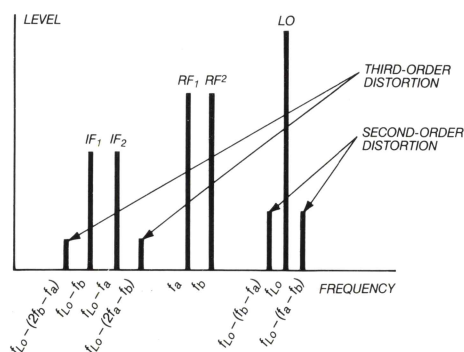 LEVEL
LO
RF₁ RF²
THIRD-ORDER
DISTORTION
SECOND-ORDER
DISTORTION
IF₁ IF₂
FREQUENCY
fLo – (2fb – fa)
fLo – fb
fLo – fa
fLo – (2fa – fb)
fa
fb
fLo – (fb – fa)
fLo
fLo – (fa – fb)